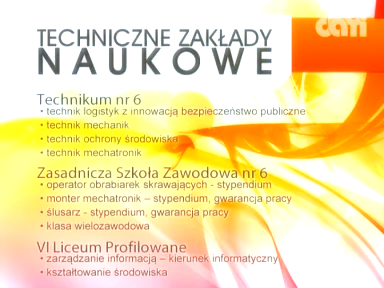 cam
TECHNICZNE ZAKŁADY
NAUKOWE
Technikum nr 6
• technik logistyk z innowacją bezpieczeństwo publiczne
• technik mechanik
• technik ochrony środowiska
• technik mechatronik
Zasadnicza Szkoła Zawodowa nr 6
• operator obrabiarek skrawających - stypendium
• monter mechatronik – stypendium, gwarancja pracy
• ślusarz - stypendium, gwarancja pracy
• klasa wielozawodowa
VI Liceum Profilowane
• zarządzanie informacją – kierunek informatyczny
• kształtowanie środowiska